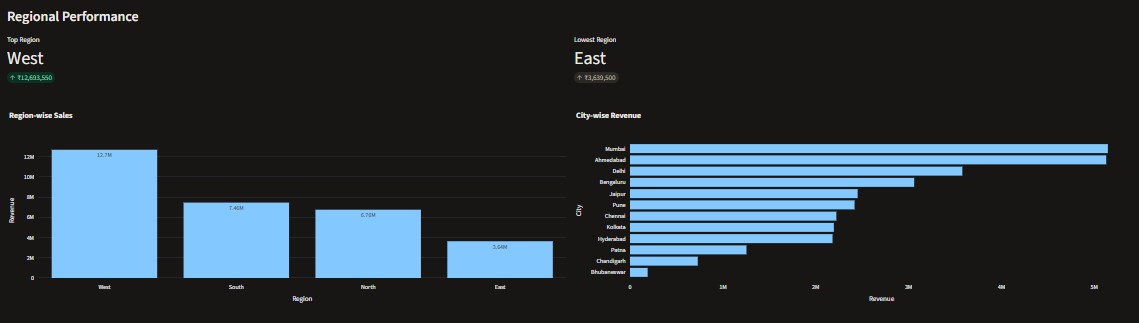 Regional Performance
Top Region
West
↑ ₹12,693,550
Lowest Region
East
↑ ₹3,639,500
Region-wise Sales
12M
10M
8M
6M
4M
2M
0
Revenue
12.7M
7.46M
6.76M
3.64M
West
South
North
East
Region
City-wise Revenue
City
Mumbai
Ahmedabad
Delhi
Bengaluru
Jaipur
Pune
Chennai
Kolkata
Hyderabad
Patna
Chandigarh
Bhubaneswar
0
1M
2M
3M
4M
5M
Revenue